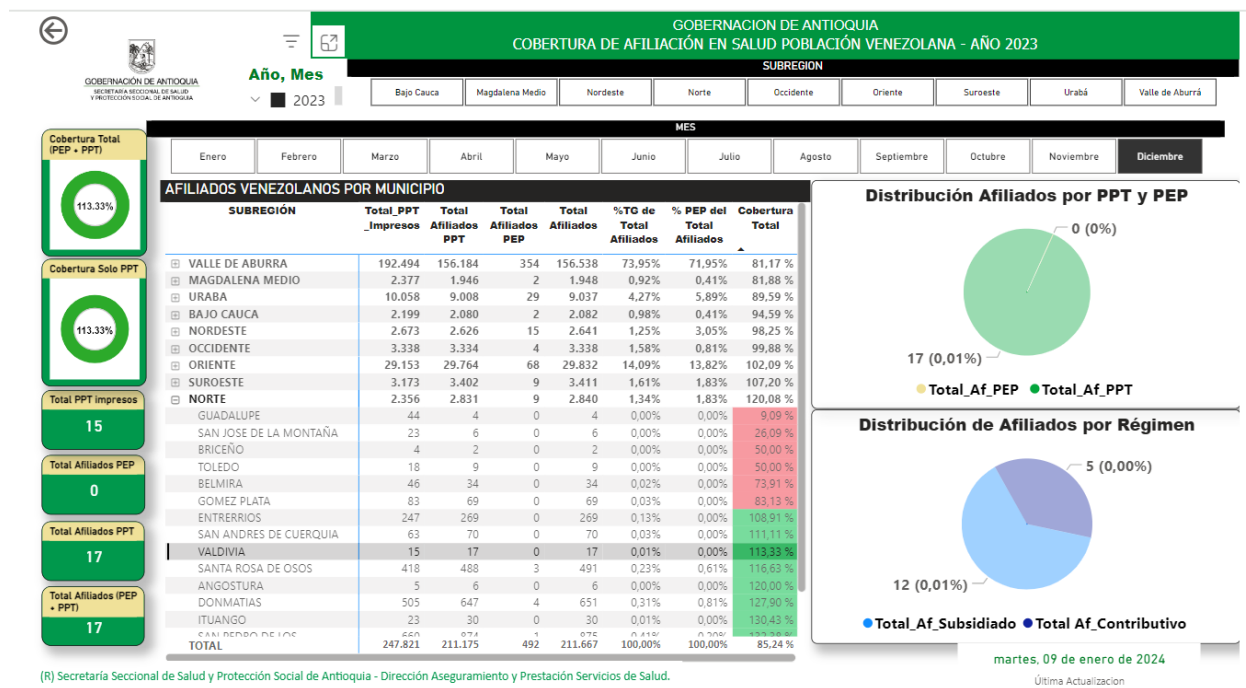 GOBERNACION DE ANTIOQUIA
COBERTURA DE AFILIACIÓN EN SALUD POBLACIÓN VENEZOLANA - AÑO 2023
GOBERNACIÓN DE ANTIOQUIA
SECRETARÍA SECCIONAL DE SALUD
Y PROTECCIÓN SOCIAL DE ANTIOQUIA
Año, Mes
2023
SUBREGION
Bajo Cauca Magdalena Medio Nordeste Norte Occidente Oriente Suroeste Urabá Valle de Aburrá
MES
Enero Febrero Marzo Abril Mayo Junio Julio Agosto Septiembre Octubre Noviembre Diciembre
Cobertura Total
(PEP + PPT)
113.33%
Cobertura Solo PPT
113.33%
Total PPT impresos
15
Total Afiliados PEP
0
Total Afiliados PPT
17
Total Afiliados (PEP
+ PPT)
17
AFILIADOS VENEZOLANOS POR MUNICIPIO
SUBREGIÓN Total_PPT Total Total Total %TG de % PEP del Cobertura
_Impresos Afiliados Afiliados Afiliados Total Total Total
PPT PEP Afiliados Afiliados
VALLE DE ABURRA 192.494 156.184 354 156.538 73,95% 71,95% 81,17 %
MAGDALENA MEDIO 2.377 1.946 2 1.948 0,92% 0,41% 81,88 %
URABA 10.058 9.008 29 9.037 4,27% 5,89% 89,59 %
BAJO CAUCA 2.199 2.080 2 2.082 0,98% 0,41% 94,59 %
NORDESTE 2.673 2.626 15 2.641 1,25% 3,05% 98,25 %
OCCIDENTE 3.338 3.334 4 3.338 1,58% 0,81% 99,88 %
ORIENTE 29.153 29.764 68 29.832 14,09% 13,82% 102,09 %
SUROESTE 3.173 3.402 9 3.411 1,61% 1,83% 107,20 %
NORTE 2.356 2.831 9 2.840 1,34% 1,83% 120,08 %
GUADALUPE 44 4 0 4 0,00% 0,00% 9,09 %
SAN JOSE DE LA MONTAÑA 23 6 0 6 0,00% 0,00% 26,09 %
BRICEÑO 4 2 0 2 0,00% 0,00% 50,00 %
TOLEDO 18 9 0 9 0,00% 0,00% 50,00 %
BELMIRA 46 34 0 34 0,02% 0,00% 73,91 %
GOMEZ PLATA 83 69 0 69 0,03% 0,00% 83,13 %
ENTRERRIOS 247 269 0 269 0,13% 0,00% 108,91 %
SAN ANDRES DE CUERQUIA 63 70 0 70 0,03% 0,00% 111,11 %
VALDIVIA 15 17 0 17 0,01% 0,00% 113,33 %
SANTA ROSA DE OSOS 418 488 3 491 0,23% 0,61% 116,63 %
ANGOSTURA 5 6 0 6 0,00% 0,00% 120,00 %
DONMATIAS 505 647 4 651 0,31% 0,81% 127,90 %
ITUANGO 23 30 0 30 0,01% 0,00% 130,43 %
SAN PEDRO DE LOS 660 874 1 875 0,41% 0,20% 132,38 %
TOTAL 247.821 211.175 492 211.667 100,00% 100,00% 85,24 %
Distribución Afiliados por PPT y PEP
0 (0%)
17 (0,01%)
Total_Af_PEP Total_Af_PPT
Distribución de Afiliados por Régimen
5 (0,00%)
12 (0,01%)
Total_Af_Subsidiado Total Af_Contributivo
martes, 09 de enero de 2024
Última Actualizacion
(R) Secretaría Seccional de Salud y Protección Social de Antioquia - Dirección Aseguramiento y Prestación Servicios de Salud.